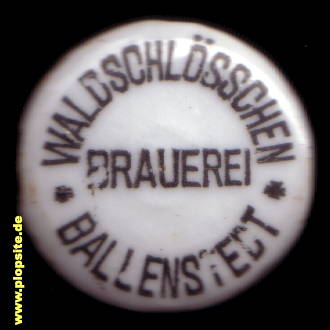 WALDSCHLÖSSCHEN
BRAUEREI
* BALLENSTEDT *
www.plopsite.de